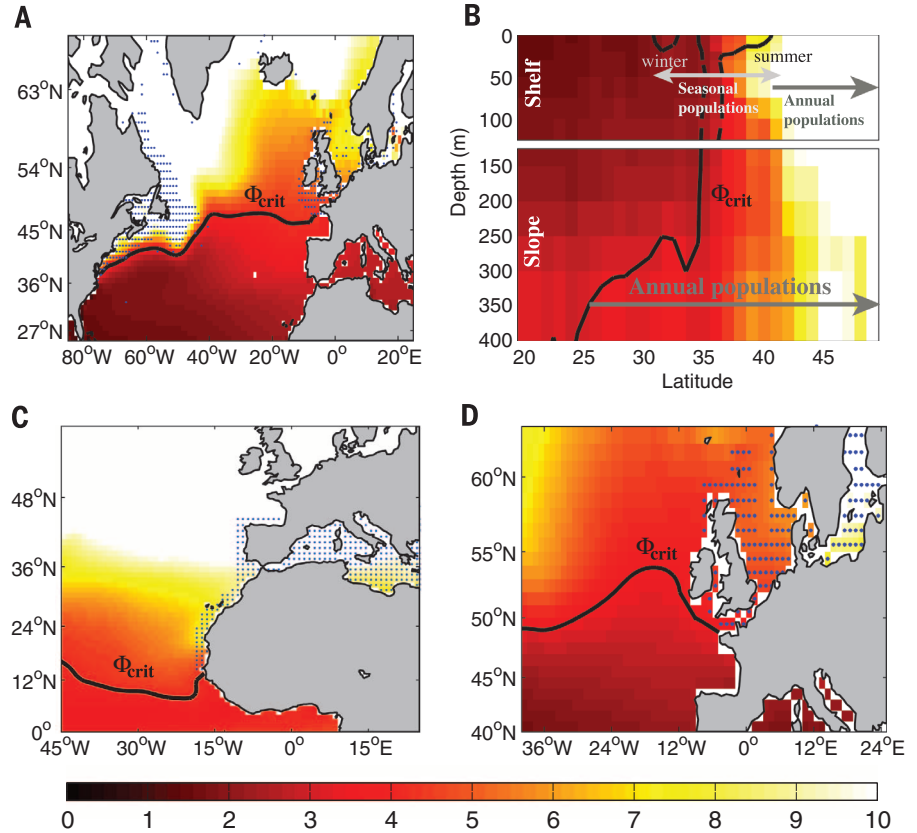 A
63°N
54°N
45°N
36°N
27°N
80°W 60°W 40°W 20°W 0° 20°E
Φcrit
B
Depth (m)
Shelf
0
50
100
winter
summer
Seasonal
populations
Annual
populations
Slope
150
200
250
300
350
400
Φcrit
Annual populations
20 25 30 35 40 45
Latitude
C
48°N
36°N
24°N
12°N
0°
45°W 30°W 15°W 0° 15°E
Φcrit
D
60°N
55°N
50°N
45°N
40°N
36°W 24°W 12°W 0° 12°E 24°E
Φcrit
0 1 2 3 4 5 6 7 8 9 10